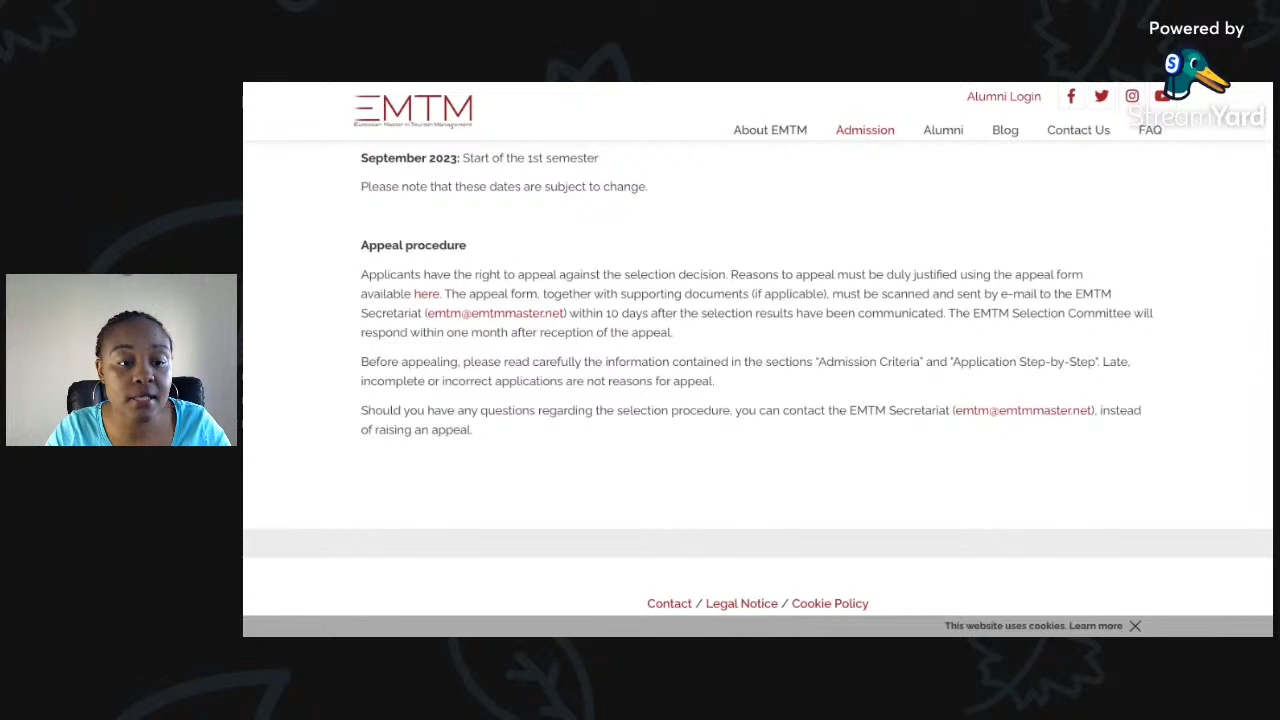 Powered by
StreamYard
EMTM
European Master in Tourism Management
Alumni Login
About EMTM
Admission
Alumni
Blog
Contact Us
FAQ
September 2023: Start of the 1st semester
Please note that these dates are subject to change.
Appeal procedure
Applicants have the right to appeal against the selection decision. Reasons to appeal must be duly justified using the appeal form
available here. The appeal form, together with supporting documents (if applicable), must be scanned and sent by e-mail to the EMTM
Secretariat (emtm@emtmmaster.net) within 10 days after the selection results have been communicated. The EMTM Selection Committee will
respond within one month after reception of the appeal.
Before appealing, please read carefully the information contained in the sections “Admission Criteria” and "Application Step-by-Step". Late,
incomplete or incorrect applications are not reasons for appeal.
Should you have any questions regarding the selection procedure, you can contact the EMTM Secretariat (emtm@emtmmaster.net), instead
of raising an appeal.
Contact / Legal Notice / Cookie Policy
This website uses cookies. Learn more